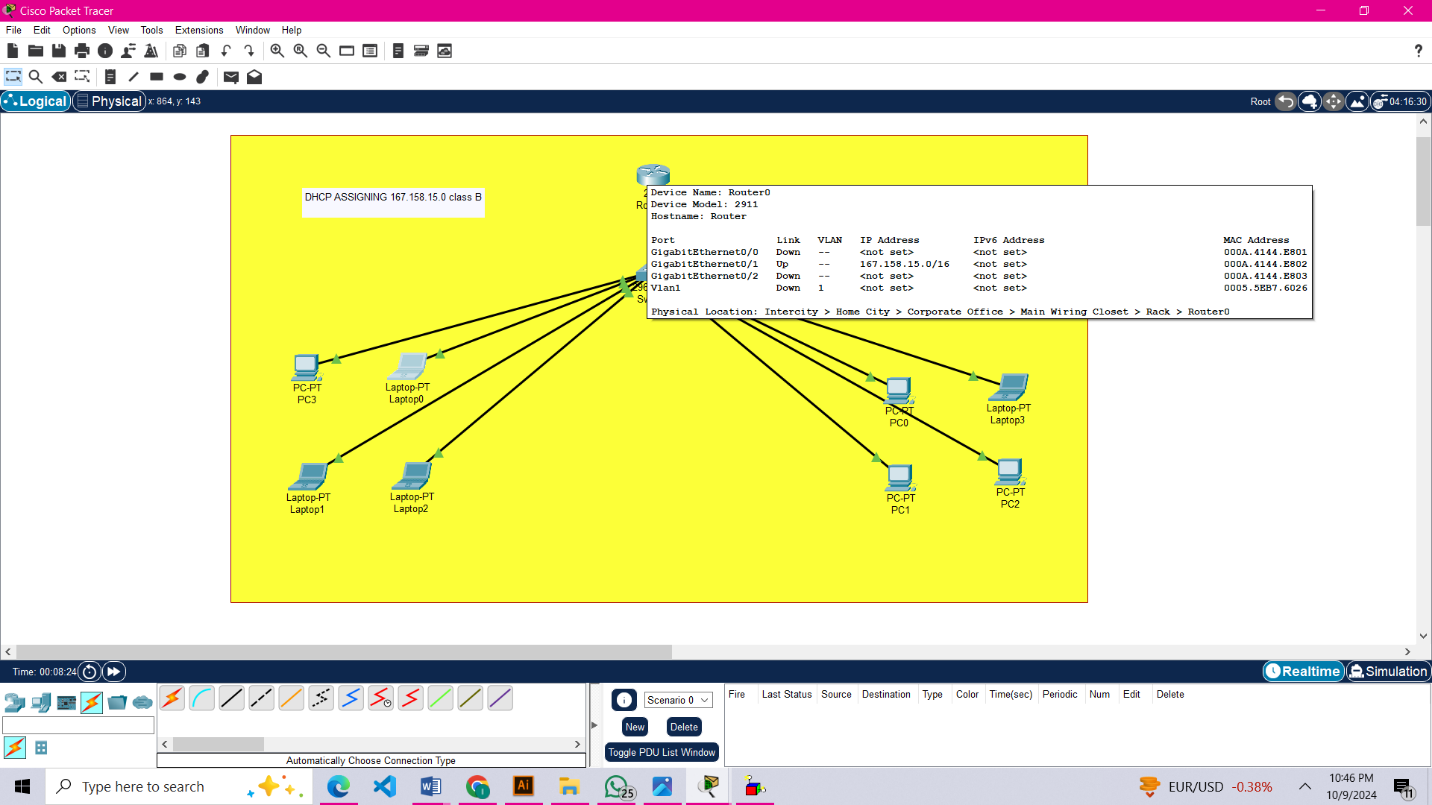 Cisco Packet Tracer
File Edit Options View Tools Extensions Window Help
?
Logical Physical x: 864, y: 143 Root 04:16:30
DHCP ASSIGNING 167.158.15.0 class B
Device Name: Router0
Device Model: 2911
Hostname: Router
Port Link VLAN IP Address IPv6 Address MAC Address
GigabitEthernet0/0 Down -- <not set> <not set> 000A.4144.E801
GigabitEthernet0/1 Up -- 167.158.15.0/16 <not set> 000A.4144.E802
GigabitEthernet0/2 Down -- <not set> <not set> 000A.4144.E803
Vlan1 Down 1 <not set> <not set> 0005.5EB7.6026
Physical Location: Intercity > Home City > Corporate Office > Main Wiring Closet > Rack > Router0
PC-PT
PC3
Laptop-PT
Laptop0
PC-PT
PC0
Laptop-PT
Laptop3
Laptop-PT
Laptop1
Laptop-PT
Laptop2
PC-PT
PC1
PC-PT
PC2
Time: 00:08:24 Realtime Simulation
Scenario 0
New Delete
Toggle PDU List Window
Fire Last Status Source Destination Type Color Time(sec) Periodic Num Edit Delete
Automatically Choose Connection Type
Type here to search
Ai
25
EUR/USD -0.38%
10:46 PM
10/9/2024
11